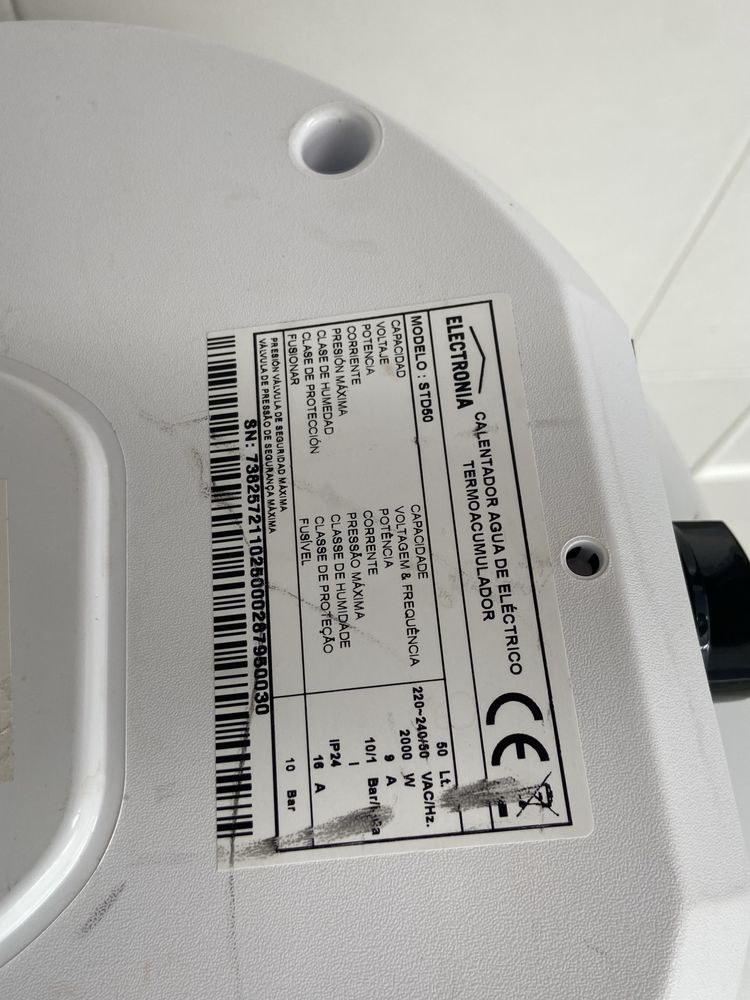 ELECTRONIA
CALENTADOR AGUA DE ELÉCTRICO
TERMOACUMULADOR
CE
MODELO : STD50
CAPACIDAD CAPACIDADE 50 Lt.
VOLTAJE VOLTAGEM & FREQUÊNCIA 220~240/50 VAC/Hz.
POTENCIA POTÊNCIA 2000 W
CORRIENTE CORRENTE 9 A
PRESIÓN MÁXIMA PRESSÃO MÁXIMA 10/1 Bar/
CLASE DE HUMEDAD CLASSE DE HUMIDADE I
CLASE DE PROTECCIÓN CLASSE DE PROTEÇÃO IP24
FUSIONAR FUSÍVEL 16 A
PRESIÓN VÁLVULA DE SEGURIDAD MÁXIMA
VÁLVULA DE PRESSÃO DE SEGURANÇA MÁXIMA 10 Bar
SN: 738257211025000287950030